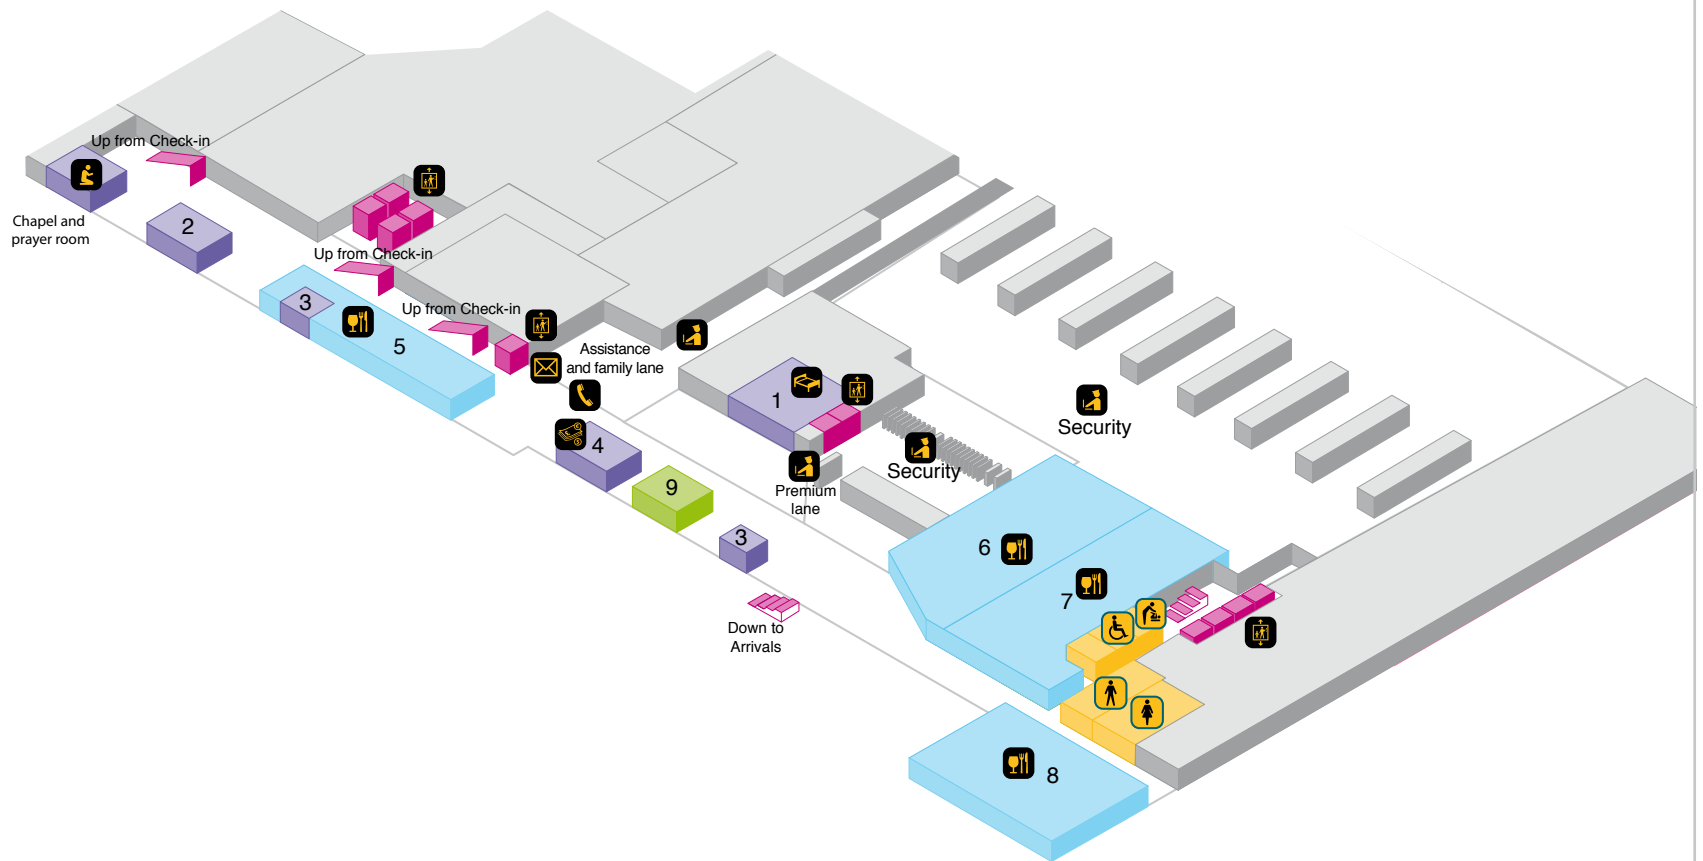 Up from Check-in
Chapel and
prayer room
2
Up from Check-in
3
Up from Check-in
5
Assistance
and family lane
1
4
Security
Security
9
Premium
lane
3
6
7
Down to
Arrivals
8